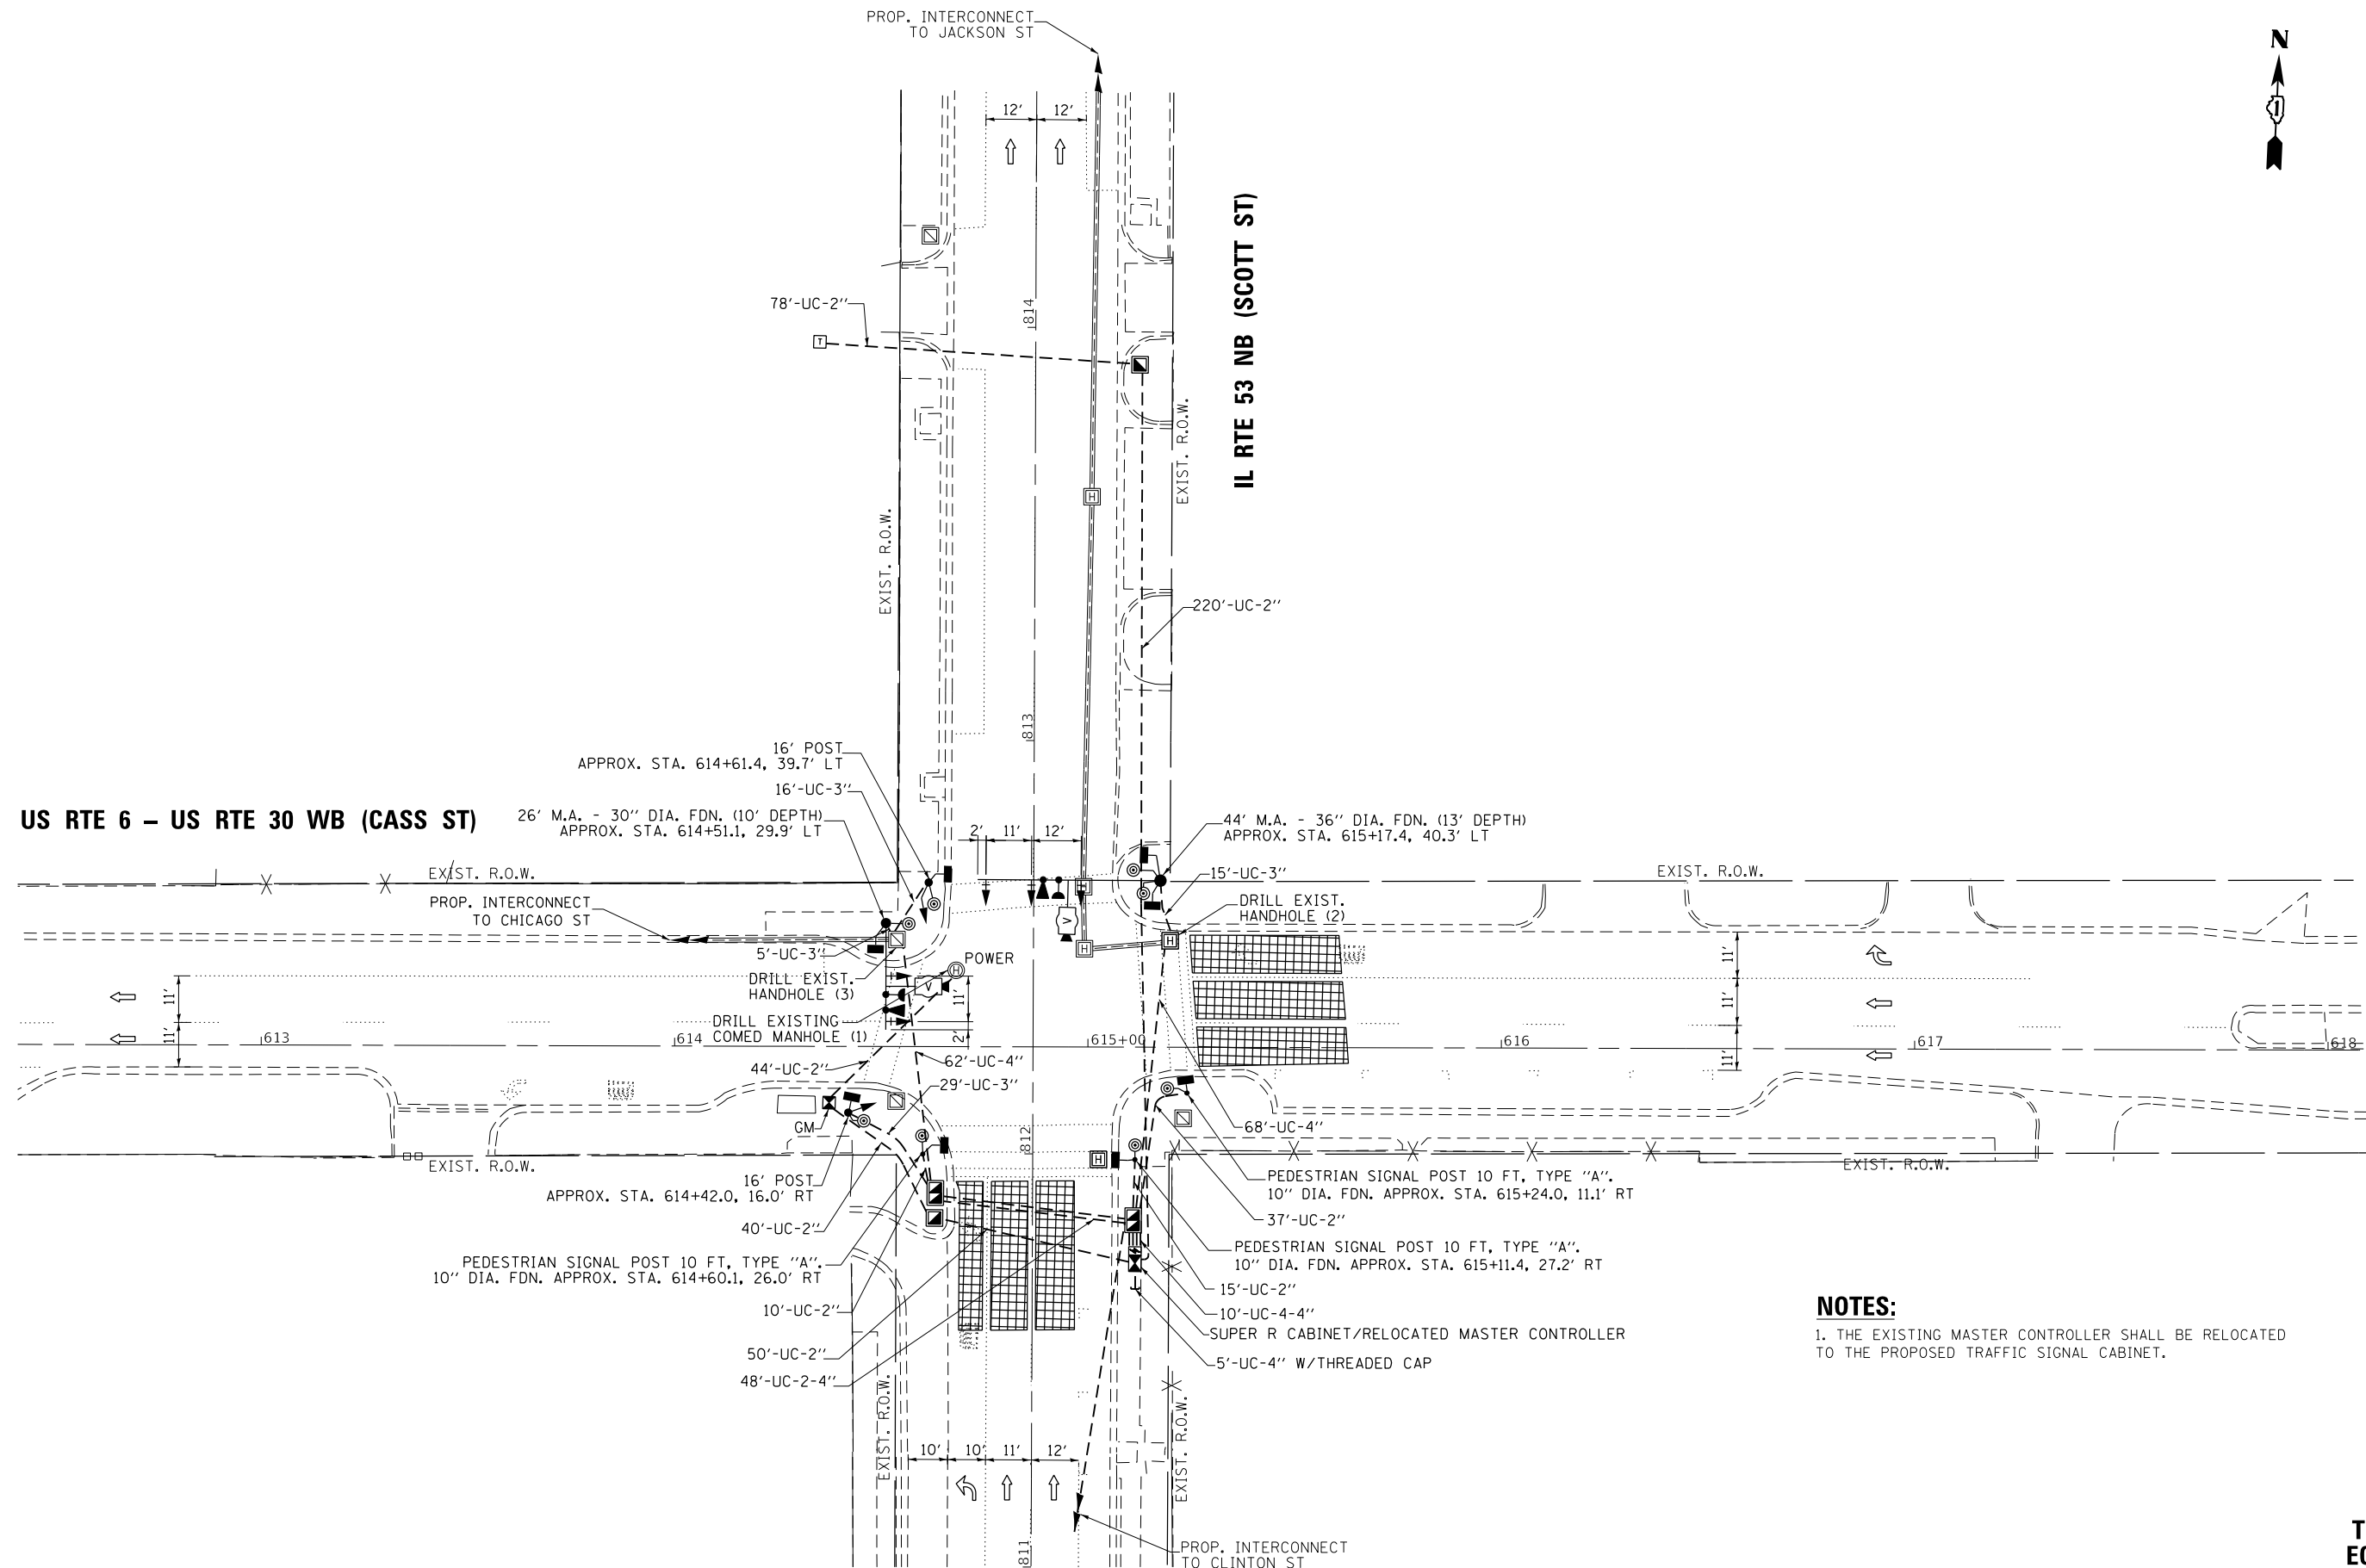 PROP. INTERCONNECT
TO JACKSON ST
N
1
12' 12'
IL RTE 53 NB (SCOTT ST)
814
78'-UC-2"
T
EXIST. R.O.W.
H
EXIST. R.O.W.
220'-UC-2"
813
16' POST
APPROX. STA. 614+61.4, 39.7' LT
16'-UC-3"
US RTE 6 – US RTE 30 WB (CASS ST)
26' M.A. - 30" DIA. FDN. (10' DEPTH)
APPROX. STA. 614+51.1, 29.9' LT
2' 11' 12'
44' M.A. - 36" DIA. FDN. (13' DEPTH)
APPROX. STA. 615+17.4, 40.3' LT
EXIST. R.O.W.
15'-UC-3"
EXIST. R.O.W.
PROP. INTERCONNECT
TO CHICAGO ST
DRILL EXIST.
HANDHOLE (2)
V
H
H
5'-UC-3"
POWER
H
DRILL EXIST.
HANDHOLE (3)
V
11'
11'
11'
11'
DRILL EXISTING
COMED MANHOLE (1)
11'
2'
11'
11'
613
614
615+00
616
617
618
44'-UC-2"
62'-UC-4"
29'-UC-3"
GM
812
68'-UC-4"
H
EXIST. R.O.W.
EXIST. R.O.W.
16' POST
APPROX. STA. 614+42.0, 16.0' RT
PEDESTRIAN SIGNAL POST 10 FT, TYPE "A".
10" DIA. FDN. APPROX. STA. 615+24.0, 11.1' RT
40'-UC-2"
37'-UC-2"
PEDESTRIAN SIGNAL POST 10 FT, TYPE "A".
10" DIA. FDN. APPROX. STA. 614+60.1, 26.0' RT
PEDESTRIAN SIGNAL POST 10 FT, TYPE "A".
10" DIA. FDN. APPROX. STA. 615+11.4, 27.2' RT
10'-UC-2"
15'-UC-2"
10'-UC-4-4"
SUPER R CABINET/RELOCATED MASTER CONTROLLER
50'-UC-2"
5'-UC-4" W/THREADED CAP
48'-UC-2-4"
NOTES:
1. THE EXISTING MASTER CONTROLLER SHALL BE RELOCATED
TO THE PROPOSED TRAFFIC SIGNAL CABINET.
EXIST. R.O.W.
EXIST. R.O.W.
10' 10' 11' 12'
811
PROP. INTERCONNECT
TO CLINTON ST